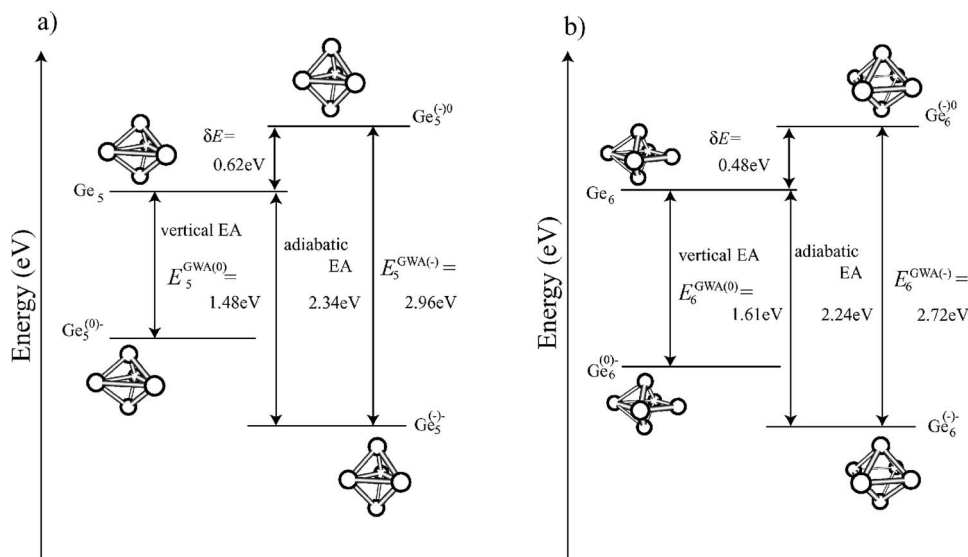 a)
Energy (eV)
Ge5(-)0
δE=
0.62eV
Ge5
vertical EA
E5GWA(0)=
1.48eV
adiabatic
EA
2.34eV
E5GWA(-)=
2.96eV
Ge5(0)-
Ge5(-)-
b)
Energy (eV)
Ge6(-)0
δE=
0.48eV
Ge6
vertical EA
E6GWA(0)=
1.61eV
adiabatic
EA
2.24eV
E6GWA(-)=
2.72eV
Ge6(0)-
Ge6(-)-